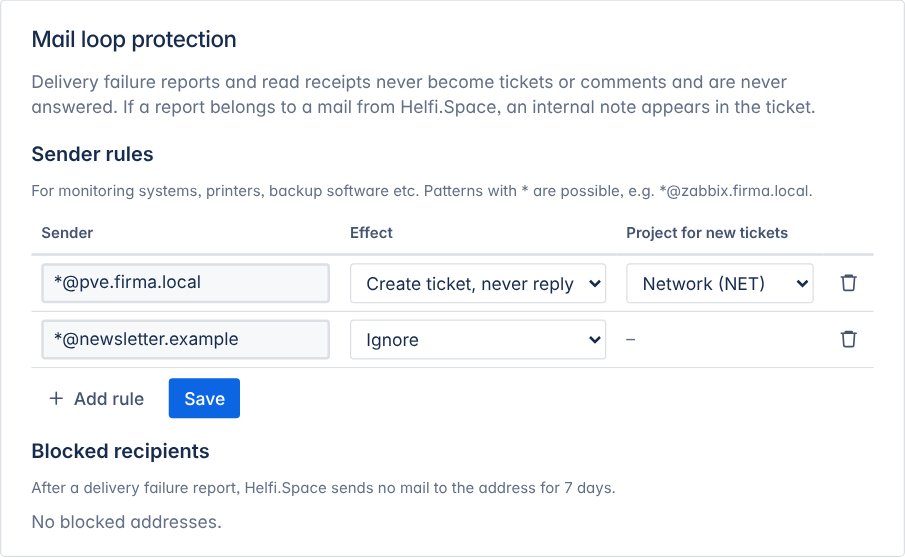 Mail loop protection
Delivery failure reports and read receipts never become tickets or comments and are never
answered. If a report belongs to a mail from Helfi.Space, an internal note appears in the ticket.
Sender rules
For monitoring systems, printers, backup software etc. Patterns with * are possible, e.g. *@zabbix.firma.local.
Sender Effect Project for new tickets
*@pve.firma.local Create ticket, never reply Network (NET)
*@newsletter.example Ignore –
+ Add rule Save
Blocked recipients
After a delivery failure report, Helfi.Space sends no mail to the address for 7 days.
No blocked addresses.